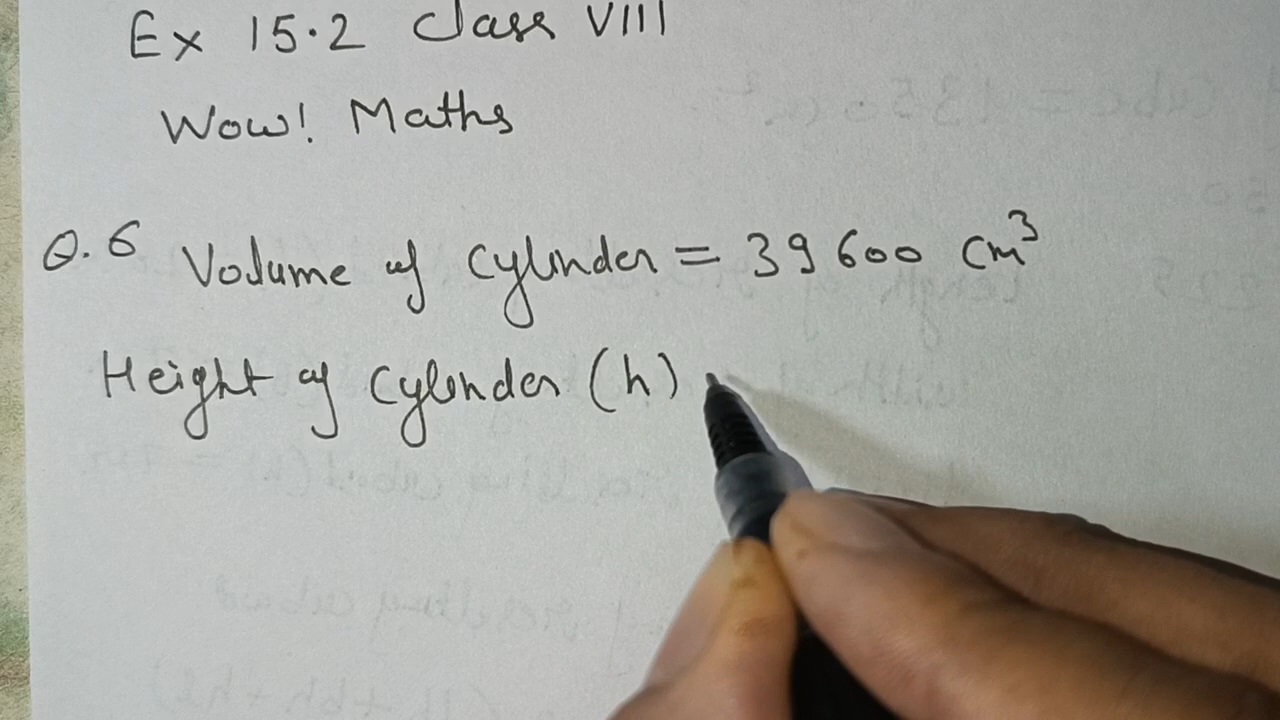 Ex 15.2 Class VIII
Wow! Maths
Q.6 Volume of Cylinder = 39600 cm³
Height of Cylinder (h)